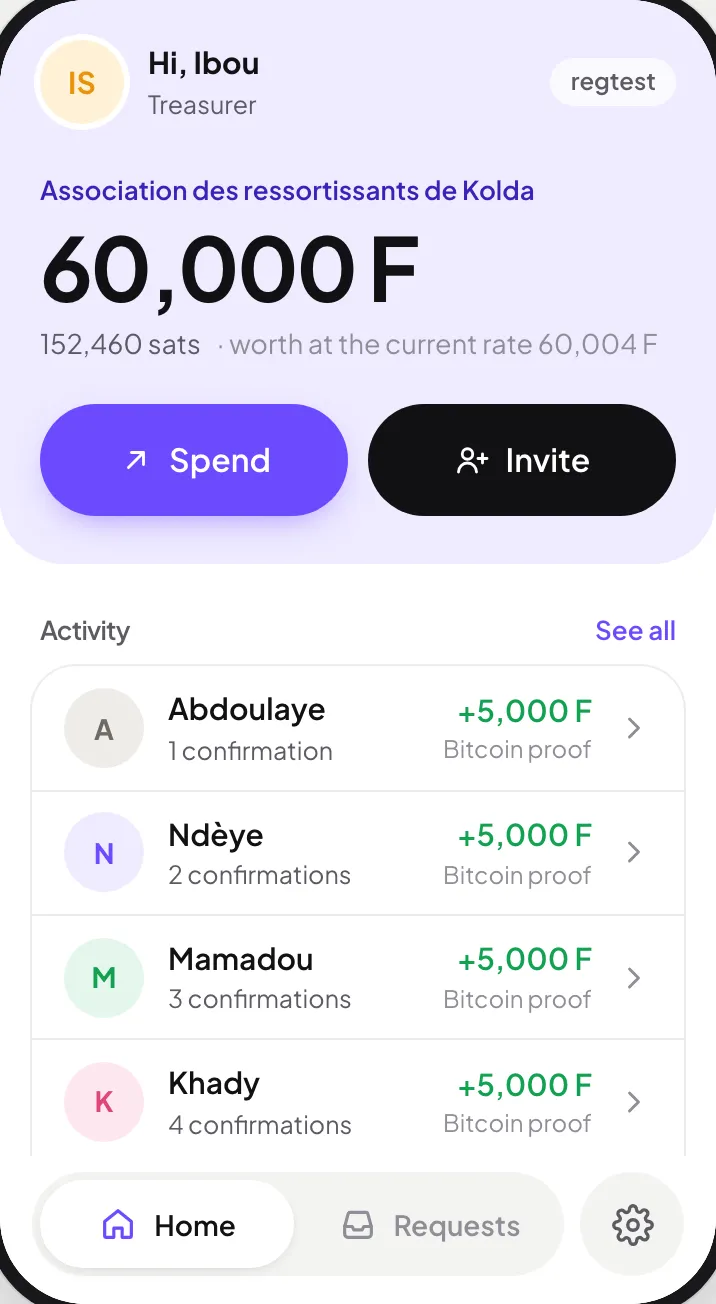 IS
Hi, Ibou
Treasurer
regtest
Association des ressortissants de Kolda
60,000 F
152,460 sats · worth at the current rate 60,004 F
Spend
Invite
Activity
See all
A
Abdoulaye
1 confirmation
+5,000 F
Bitcoin proof
N
Ndèye
2 confirmations
+5,000 F
Bitcoin proof
M
Mamadou
3 confirmations
+5,000 F
Bitcoin proof
K
Khady
4 confirmations
+5,000 F
Bitcoin proof
Home
Requests